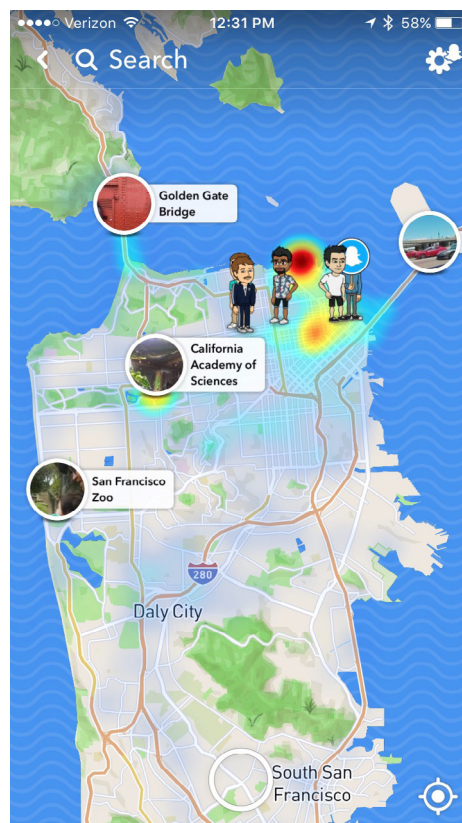 Verizon 12:31 PM 58%
Search
Golden Gate
Bridge
California
Academy of
Sciences
San Francisco
Zoo
280
Daly City
South San
Francisco